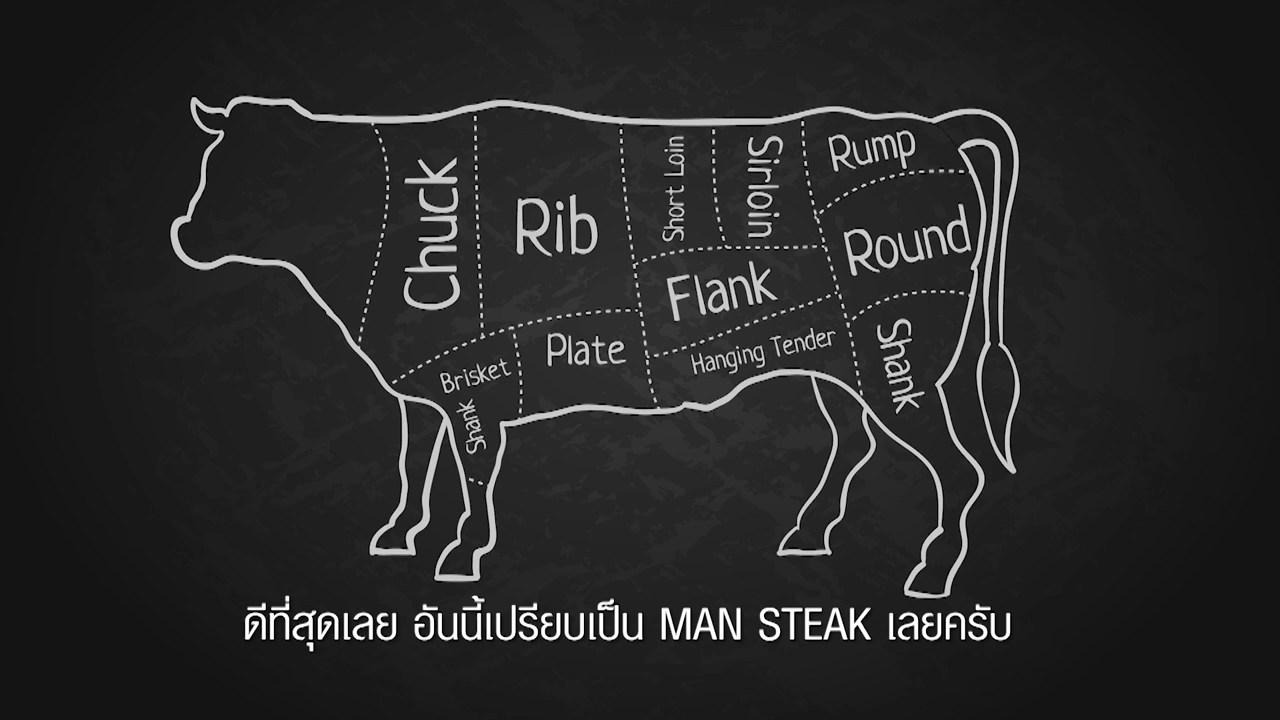 Chuck
Rib
Short Loin
Sirloin
Rump
Round
Flank
Plate
Hanging Tender
Brisket
Shank
Shank
ดีที่สุดเลย อันนี้เปรียบเป็น MAN STEAK เลยครับ